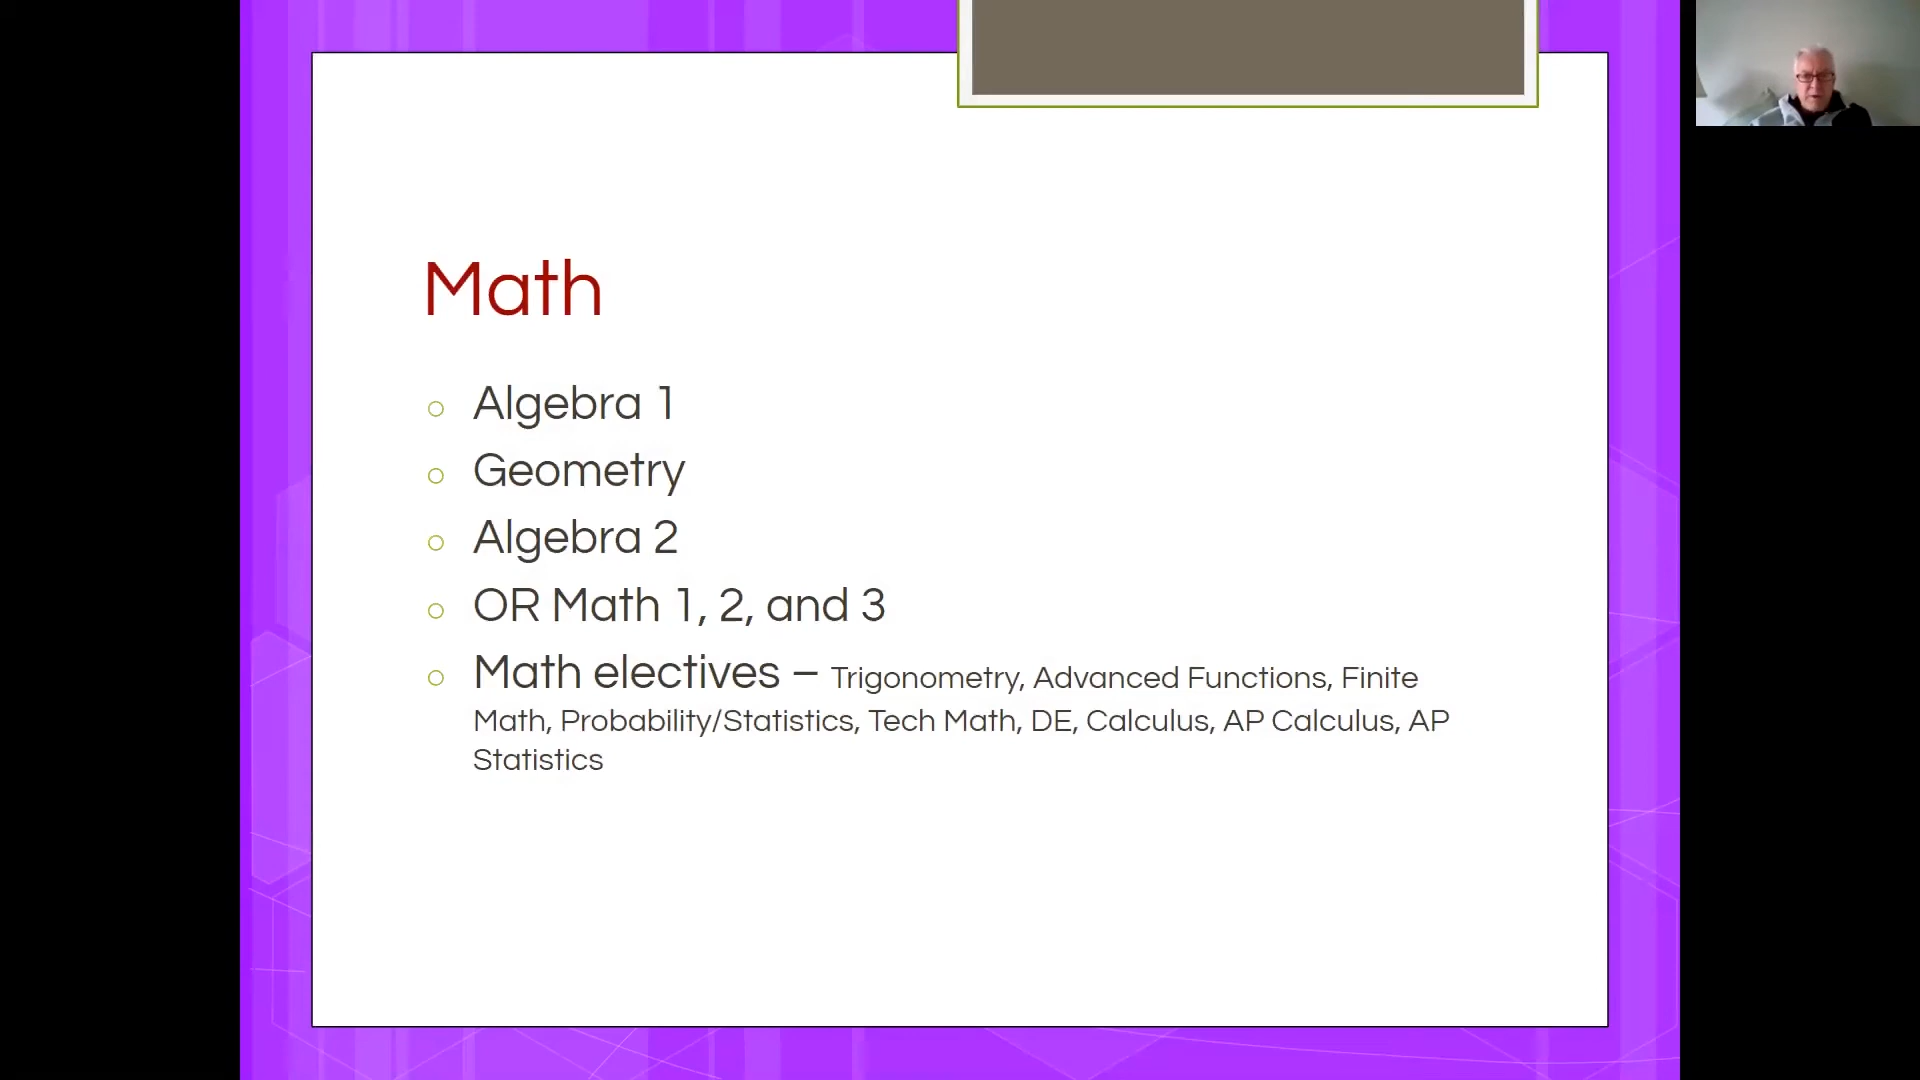 Math
Algebra 1
Geometry
Algebra 2
OR Math 1, 2, and 3
Math electives – Trigonometry, Advanced Functions, Finite
Math, Probability/Statistics, Tech Math, DE, Calculus, AP Calculus, AP
Statistics